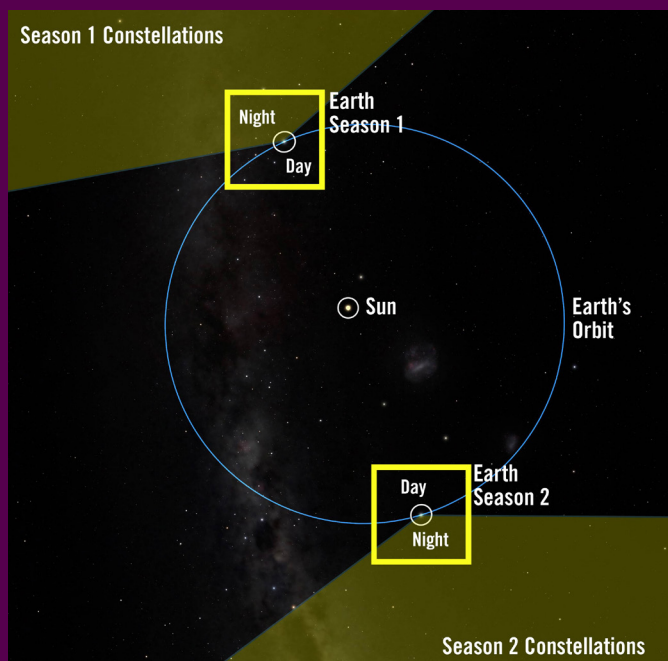 Season 1 Constellations
Earth
Season 1
Night
Day
Sun
Earth's
Orbit
Earth
Season 2
Day
Night
Season 2 Constellations